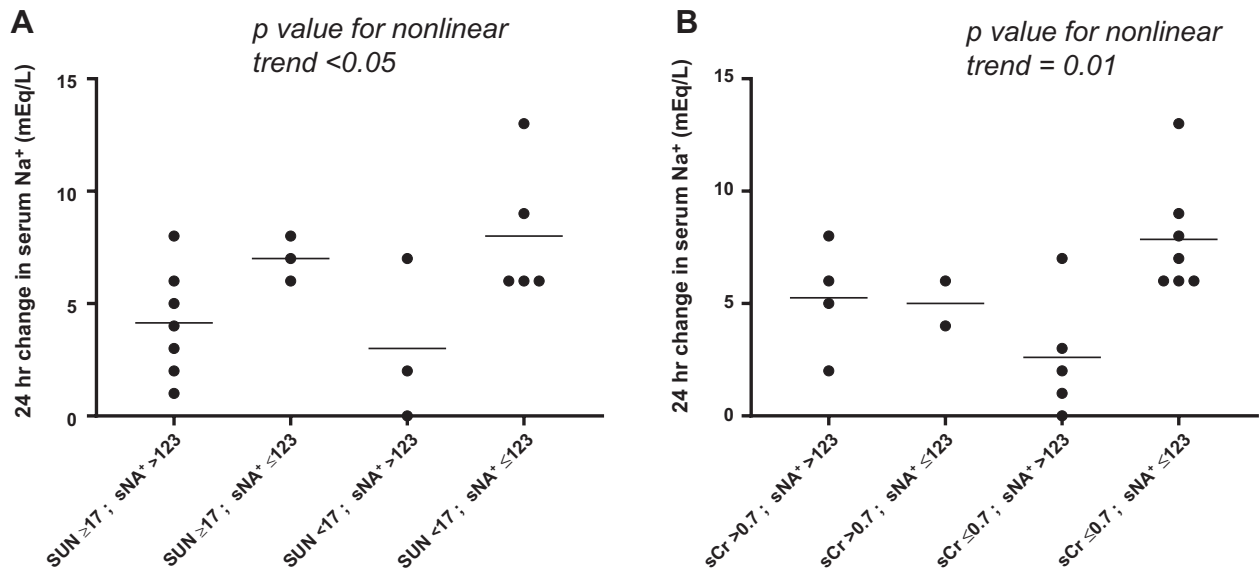 A
p value for nonlinear
trend <0.05
24 hr change in serum Na⁺ (mEq/L)
15
10
5
0
SUN ≥17 ; sNA⁺ >123
SUN ≥17 ; sNA⁺ ≤123
SUN <17 ; sNA⁺ >123
SUN <17 ; sNA⁺ ≤123
B
p value for nonlinear
trend = 0.01
24 hr change in serum Na⁺ (mEq/L)
15
10
5
0
sCr >0.7 ; sNA⁺ >123
sCr >0.7 ; sNA⁺ ≤123
sCr ≤0.7 ; sNA⁺ >123
sCr ≤0.7 ; sNA⁺ ≤123